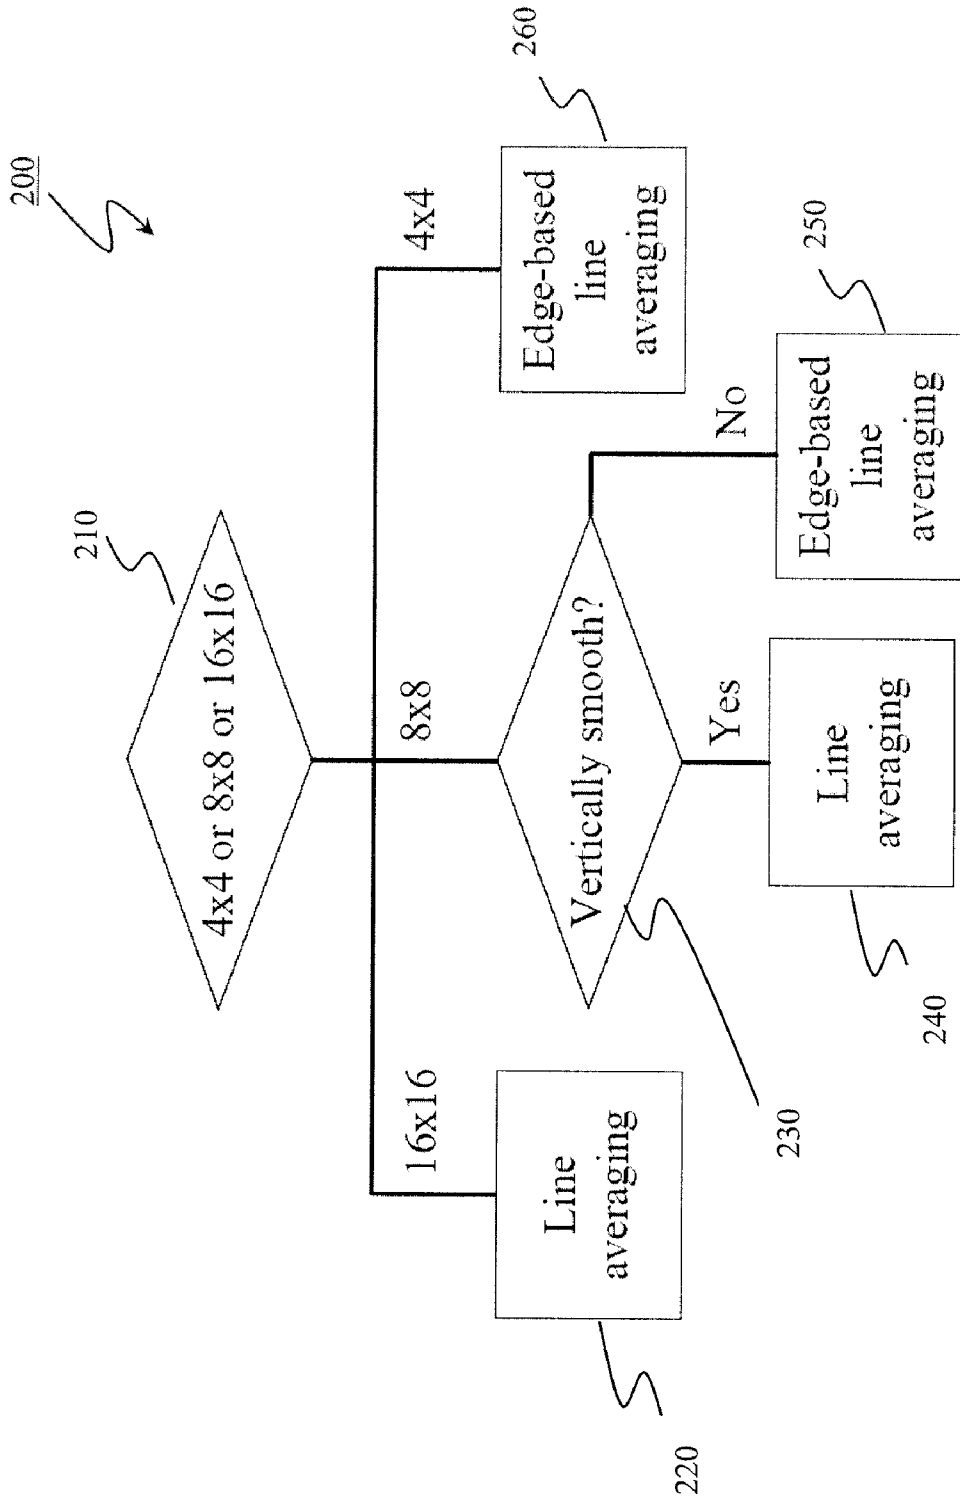 200
210
4x4 or 8x8 or 16x16
16x16
8x8
4x4
220
Line
averaging
Vertically smooth?
230
260
Edge-based
line
averaging
Yes
No
240
Line
averaging
250
Edge-based
line
averaging